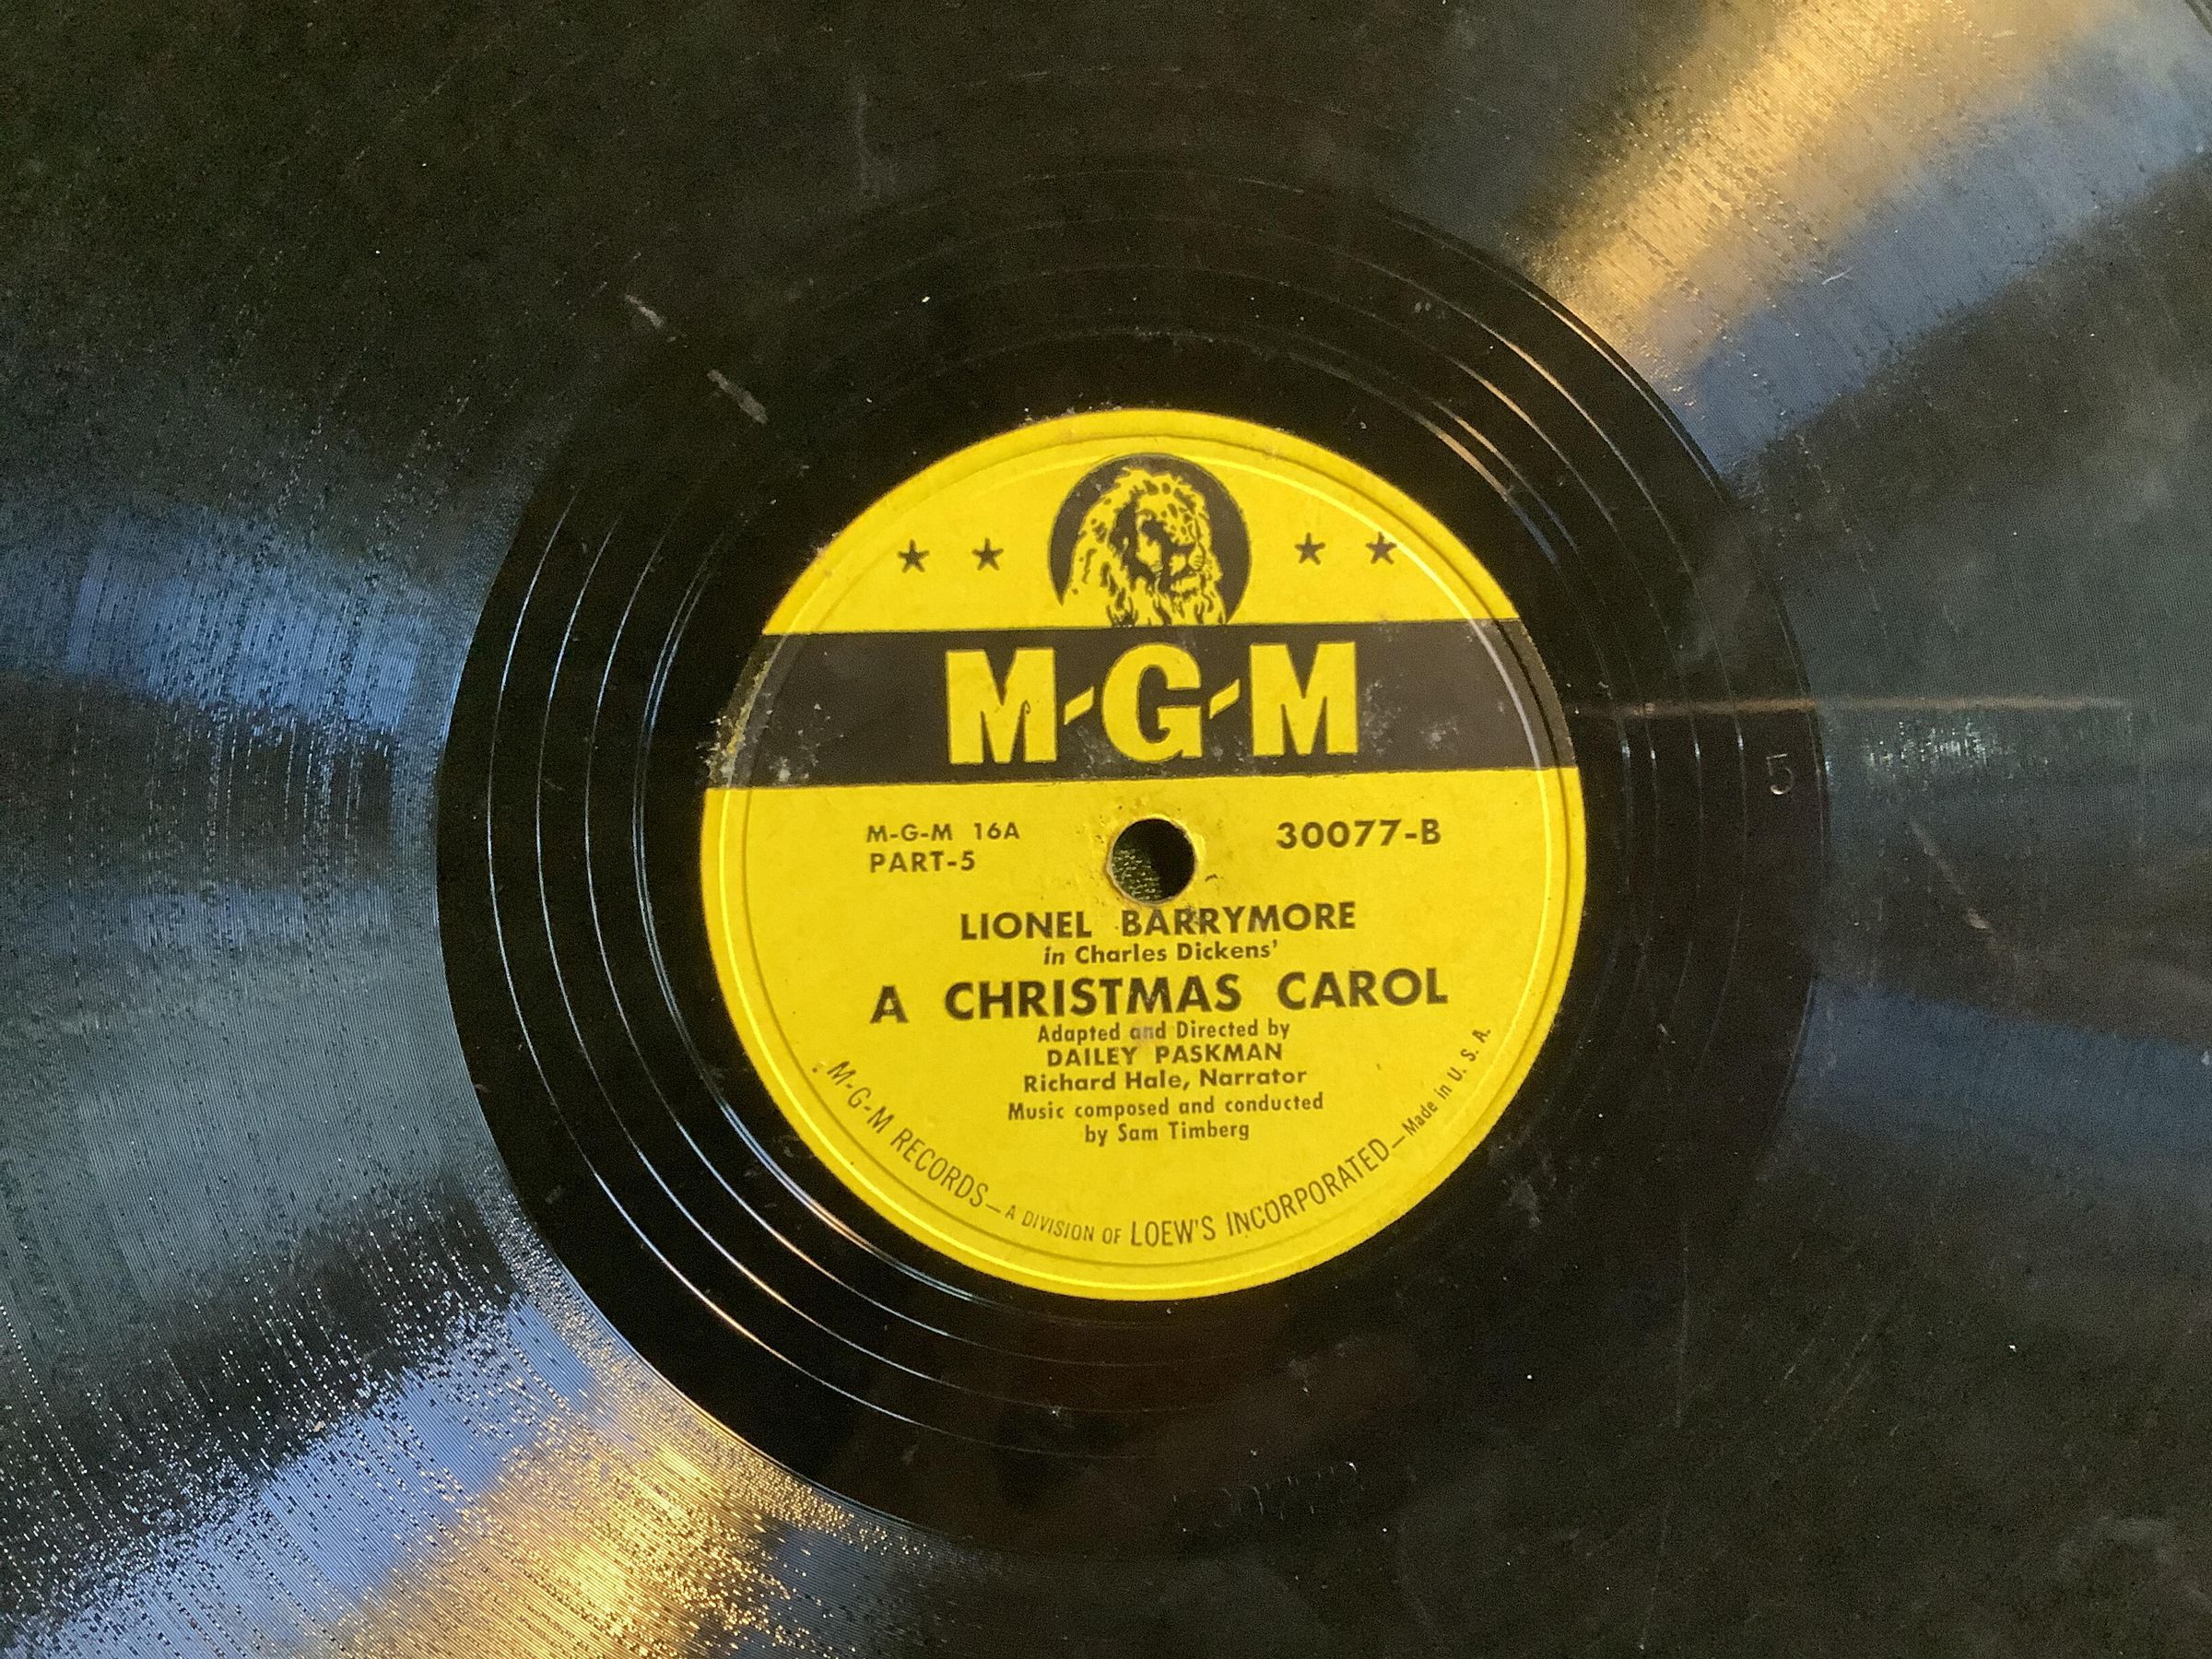 M-G-M
M-G-M 16A
PART-5
30077-B
LIONEL BARRYMORE
in Charles Dickens'
A CHRISTMAS CAROL
Adapted and Directed by
DAILEY PASKMAN
Richard Hale, Narrator
Music composed and conducted
by Sam Timberg
M-G-M RECORDS—A DIVISION OF LOEW'S INCORPORATED—Made in U. S. A.
5